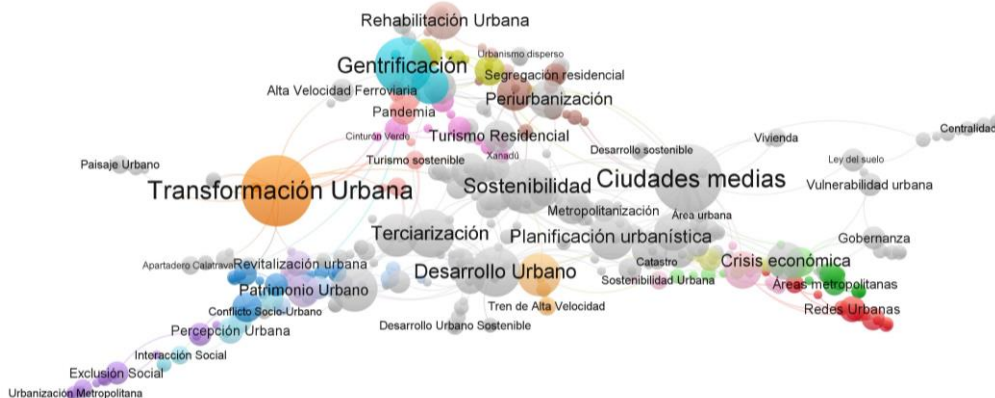 Rehabilitación Urbana
Urbanismo disperso
Gentrificación
Segregación residencial
Alta Velocidad Ferroviaria
Periurbanización
Pandemia
Cinturón Verde
Turismo Residencial
Vivienda
Centralidad
Desarrollo sostenible
Xanadú
Turismo sostenible
Ley del suelo
Paisaje Urbano
Transformación Urbana
Sostenibilidad
Ciudades medias
Vulnerabilidad urbana
Metropolitanización
Área urbana
Terciarización
Planificación urbanística
Gobernanza
Apartadero Calatrava
Revitalización urbana
Catastro
Crisis económica
Desarrollo Urbano
Sostenibilidad Urbana
Áreas metropolitanas
Patrimonio Urbano
Tren de Alta Velocidad
Redes Urbanas
Conflicto Socio-Urbano
Desarrollo Urbano Sostenible
Percepción Urbana
Interacción Social
Exclusión Social
Urbanización Metropolitana